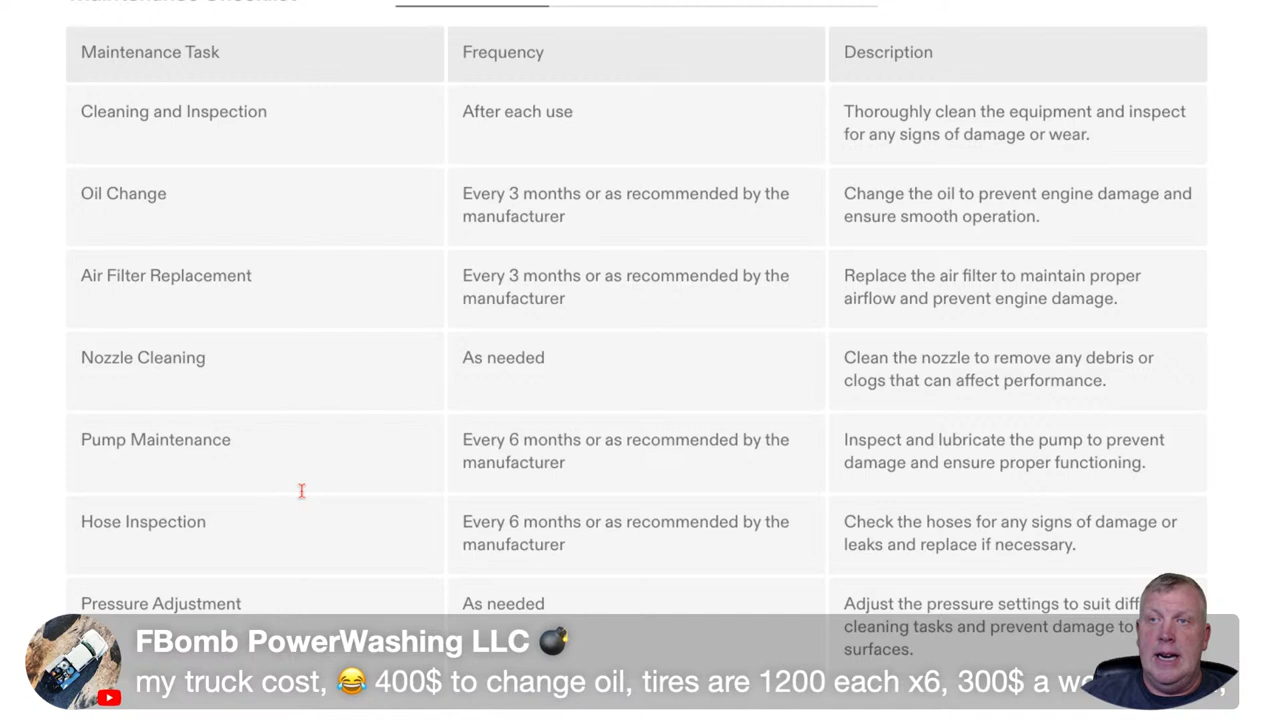 Maintenance Checklist
Maintenance Task Frequency Description
Cleaning and Inspection After each use Thoroughly clean the equipment and inspect
for any signs of damage or wear.
Oil Change Every 3 months or as recommended by the Change the oil to prevent engine damage and
manufacturer ensure smooth operation.
Air Filter Replacement Every 3 months or as recommended by the Replace the air filter to maintain proper
manufacturer airflow and prevent engine damage.
Nozzle Cleaning As needed Clean the nozzle to remove any debris or
clogs that can affect performance.
Pump Maintenance Every 6 months or as recommended by the Inspect and lubricate the pump to prevent
manufacturer damage and ensure proper functioning.
Hose Inspection Every 6 months or as recommended by the Check the hoses for any signs of damage or
manufacturer leaks and replace if necessary.
Pressure Adjustment As needed Adjust the pressure settings to suit
cleaning tasks and prevent damage to
surfaces.
FBomb PowerWashing LLC 💣
my truck cost, 😂 400$ to change oil, tires are 1200 each x6, 300$ a